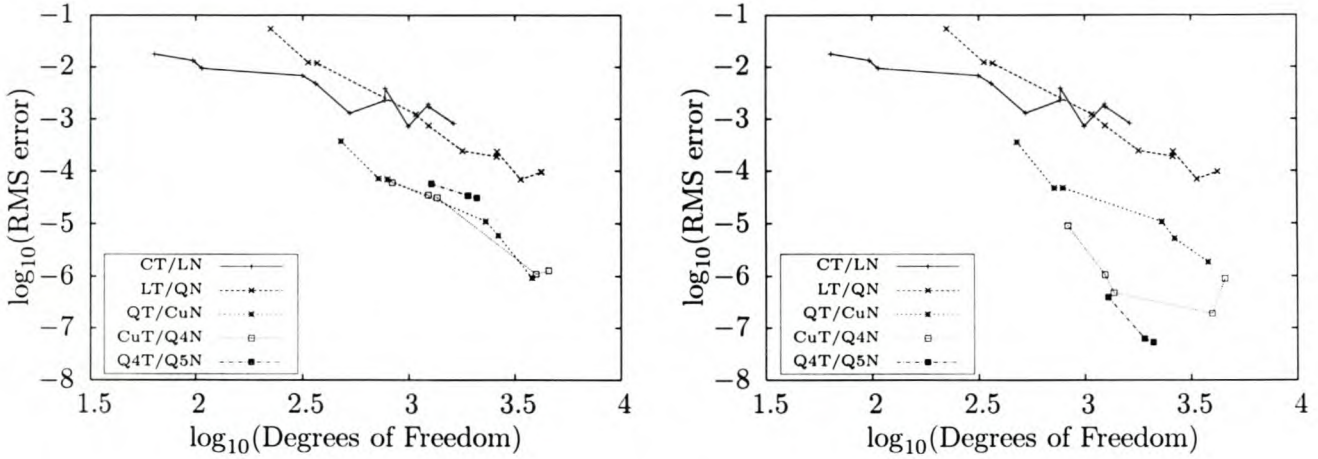 −1
−2
−3
−4
−5
−6
−7
−8
log10(RMS error)
CT/LN
LT/QN
QT/CuN
CuT/Q4N
Q4T/Q5N
1.5 2 2.5 3 3.5 4
log10(Degrees of Freedom)
−1
−2
−3
−4
−5
−6
−7
−8
log10(RMS error)
CT/LN
LT/QN
QT/CuN
CuT/Q4N
Q4T/Q5N
1.5 2 2.5 3 3.5 4
log10(Degrees of Freedom)